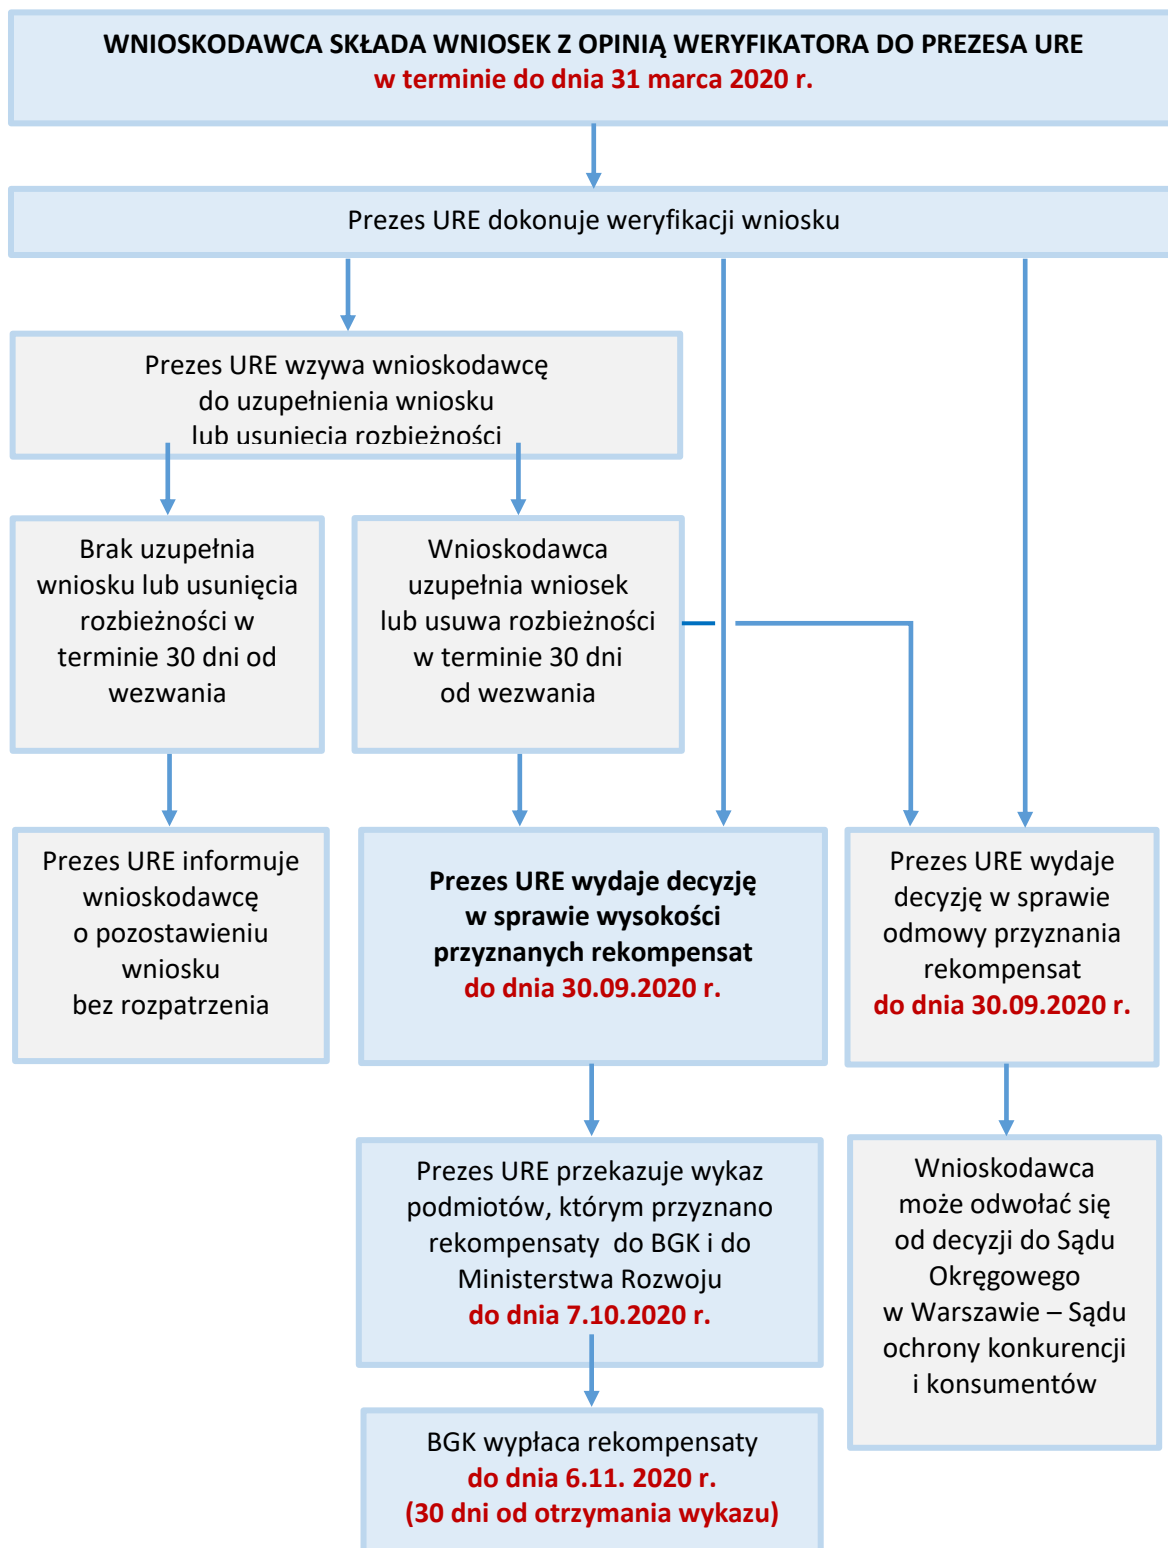 WNIOSKODAWCA SKŁADA WNIOSEK Z OPINIĄ WERYFIKATORA DO PREZESA URE
w terminie do dnia 31 marca 2020 r.
Prezes URE dokonuje weryfikacji wniosku
Prezes URE wzywa wnioskodawcę
do uzupełnienia wniosku
lub usunięcia rozbieżności
Brak uzupełnia
wniosku lub usunięcia
rozbieżności w
terminie 30 dni od
wezwania
Wnioskodawca
uzupełnia wniosek
lub usuwa rozbieżności
w terminie 30 dni
od wezwania
Prezes URE informuje
wnioskodawcę
o pozostawieniu
wniosku
bez rozpatrzenia
Prezes URE wydaje decyzję
w sprawie wysokości
przyznanych rekompensat
do dnia 30.09.2020 r.
Prezes URE wydaje
decyzję w sprawie
odmowy przyznania
rekompensat
do dnia 30.09.2020 r.
Prezes URE przekazuje wykaz
podmiotów, którym przyznano
rekompensaty do BGK i do
Ministerstwa Rozwoju
do dnia 7.10.2020 r.
Wnioskodawca
może odwołać się
od decyzji do Sądu
Okręgowego
w Warszawie – Sądu
ochrony konkurencji
i konsumentów
BGK wypłaca rekompensaty
do dnia 6.11. 2020 r.
(30 dni od otrzymania wykazu)